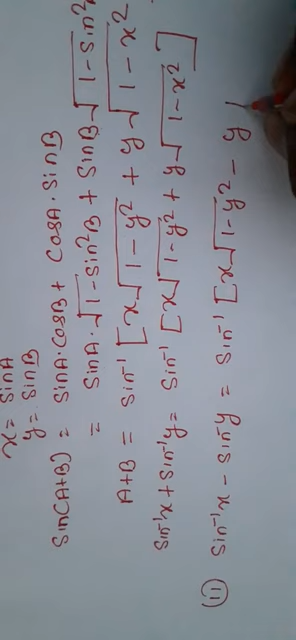 x = sinA
y = sinB
sin(A+B) = sinA·cosB + cosA·sinB
= sinA·√1-sin²B + sinB√1-sin²
A+B = sin⁻¹[x√1-y² + y√1-x²
sin⁻¹x + sin⁻¹y = sin⁻¹[x√1-y² + y√1-x²]
(ii) sin⁻¹x - sin⁻¹y = sin⁻¹[x√1-y² - y